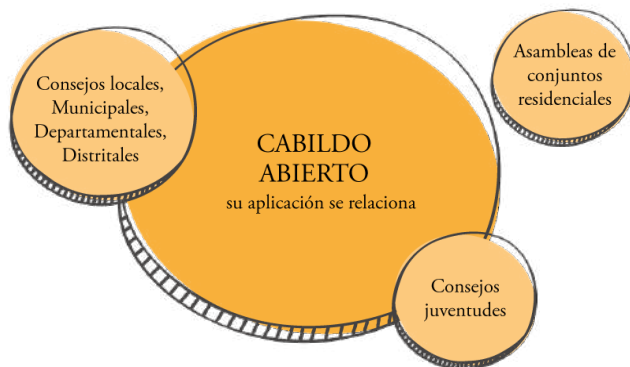 Consejos locales,
Municipales,
Departamentales,
Distritales
CABILDO
ABIERTO
su aplicación se relaciona
Asambleas de
conjuntos
residenciales
Consejos
juventudes